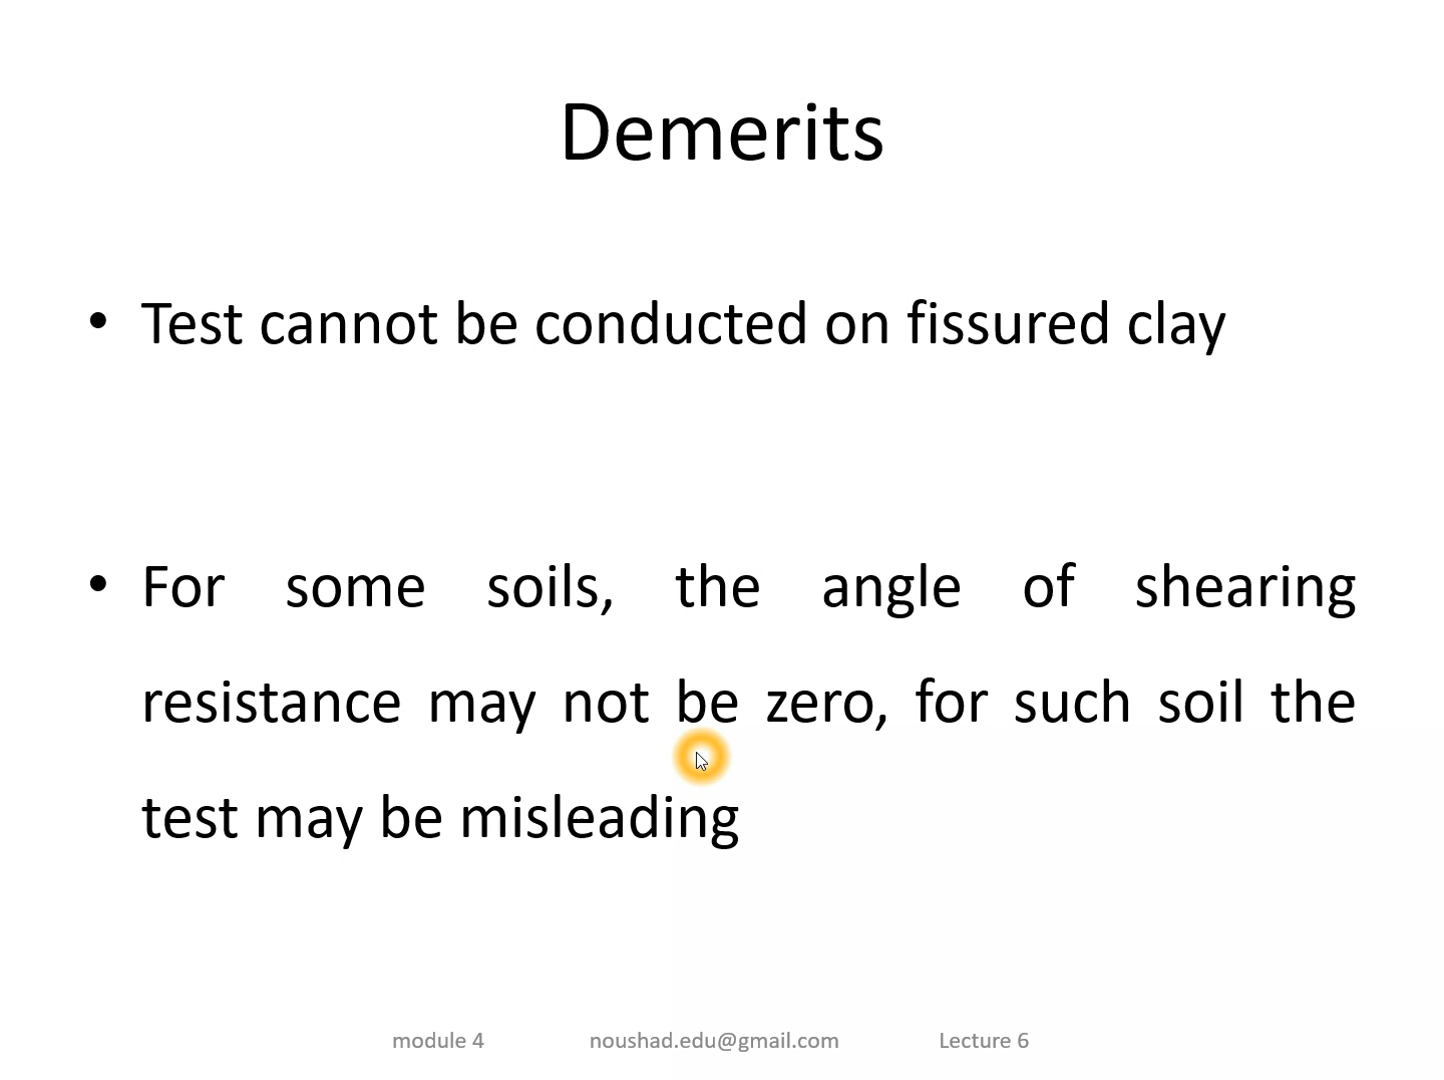 Demerits
• Test cannot be conducted on fissured clay
• For some soils, the angle of shearing
resistance may not be zero, for such soil the
test may be misleading
module 4 noushad.edu@gmail.com Lecture 6